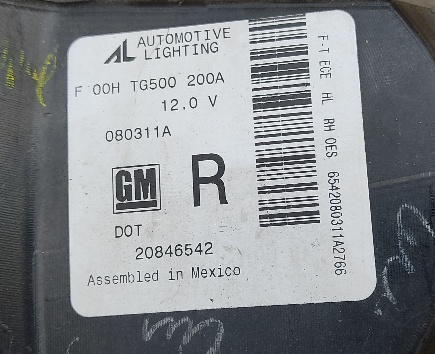 AL AUTOMOTIVE
LIGHTING
F 00H TG500 200A
12.0 V
080311A
GM
R
DOT
20846542
Assembled in Mexico
F-T EGE HL RH OES 6542080311A2766